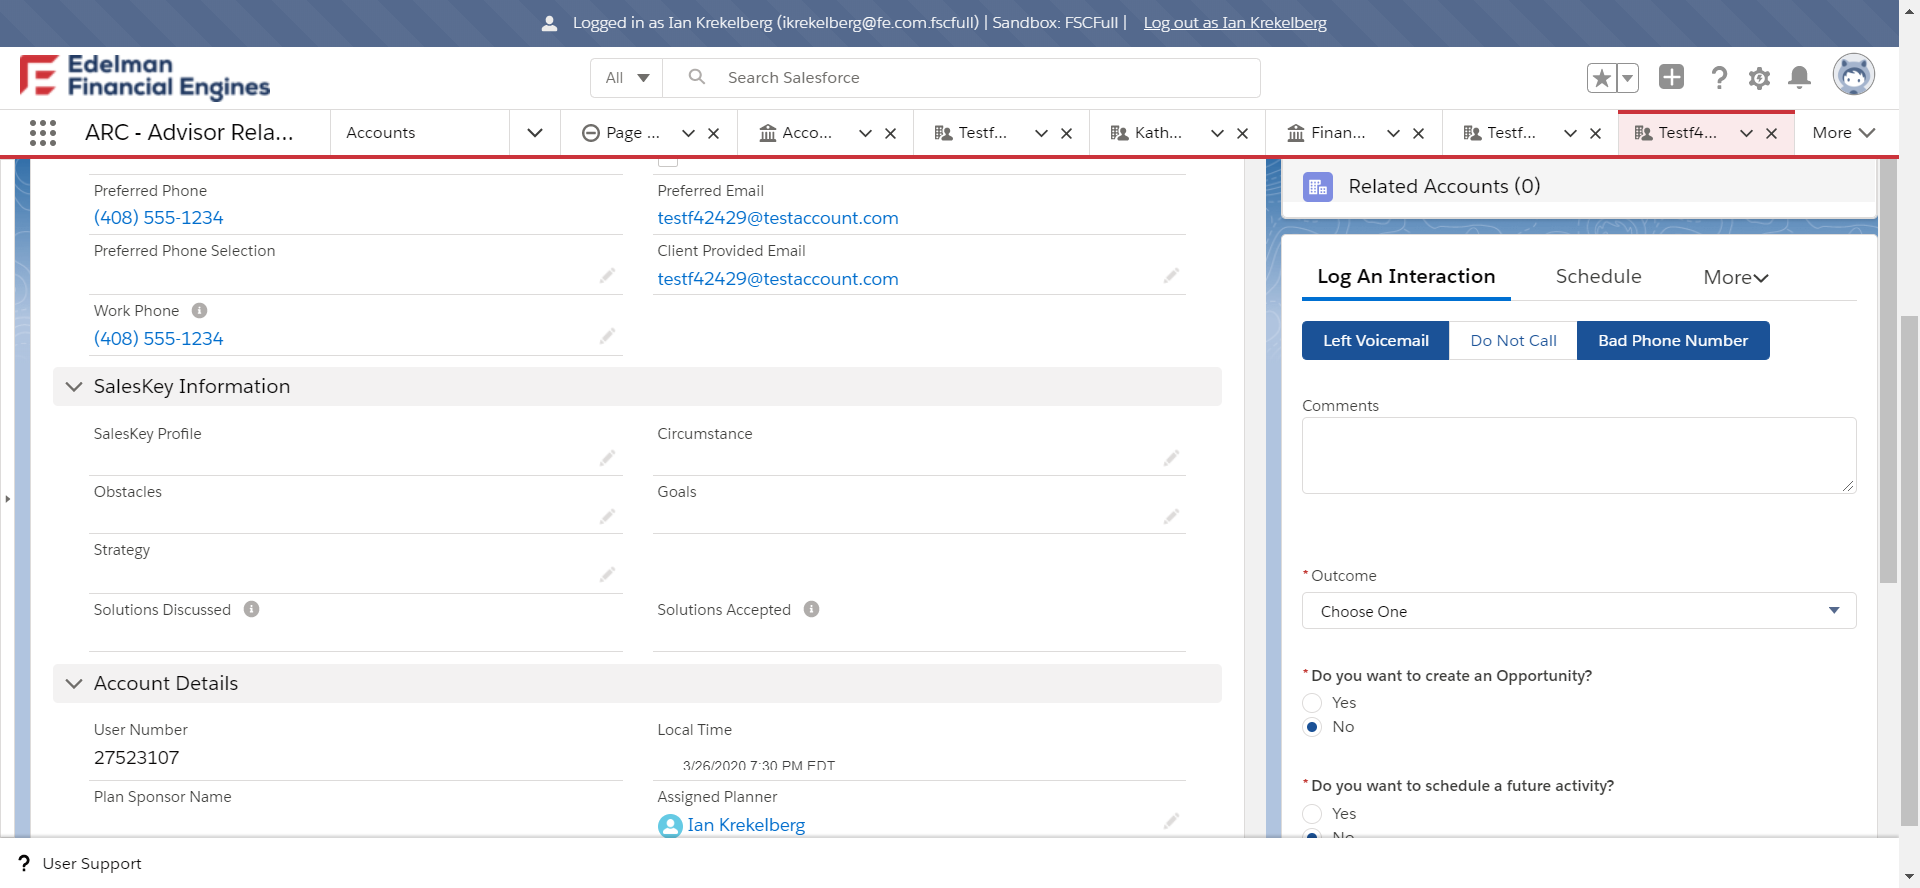 Logged in as Ian Krekelberg (ikrekelberg@fe.com.fscfull) | Sandbox: FSCFull | Log out as Ian Krekelberg
Edelman
Financial Engines
All
Search Salesforce
ARC - Advisor Rela...
Accounts
Page ...
Acco...
Testf...
Kath...
Finan...
Testf...
Testf4...
More
Preferred Phone
(408) 555-1234
Preferred Email
testf42429@testaccount.com
Preferred Phone Selection
Client Provided Email
testf42429@testaccount.com
Work Phone
(408) 555-1234
SalesKey Information
SalesKey Profile
Circumstance
Obstacles
Goals
Strategy
Solutions Discussed
Solutions Accepted
Account Details
User Number
27523107
Local Time
3/26/2020 7:30 PM EDT
Plan Sponsor Name
Assigned Planner
Ian Krekelberg
Related Accounts (0)
Log An Interaction
Schedule
More
Left Voicemail
Do Not Call
Bad Phone Number
Comments
*Outcome
Choose One
*Do you want to create an Opportunity?
Yes
No
*Do you want to schedule a future activity?
Yes
No
? User Support